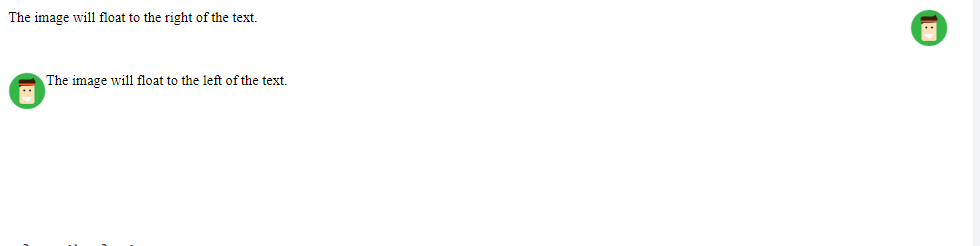 The image will float to the right of the text.
The image will float to the left of the text.